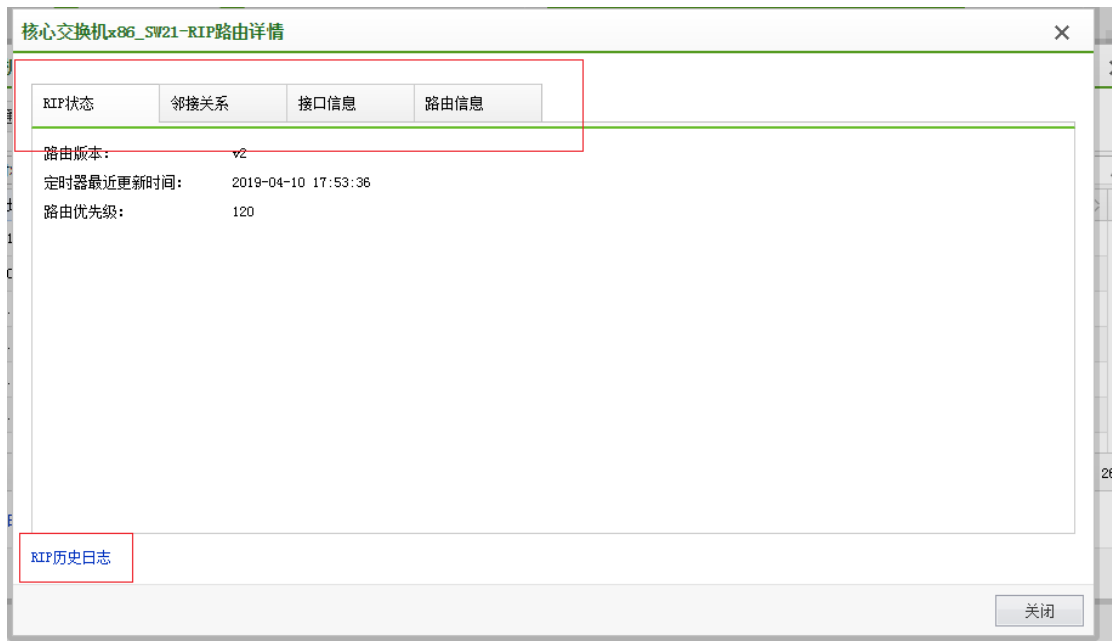 核心交换机x86_SW21-RIP路由详情
RIP状态 邻接关系 接口信息 路由信息
路由版本: v2
定时器最近更新时间: 2019-04-10 17:53:36
路由优先级: 120
26
RIP历史日志
关闭